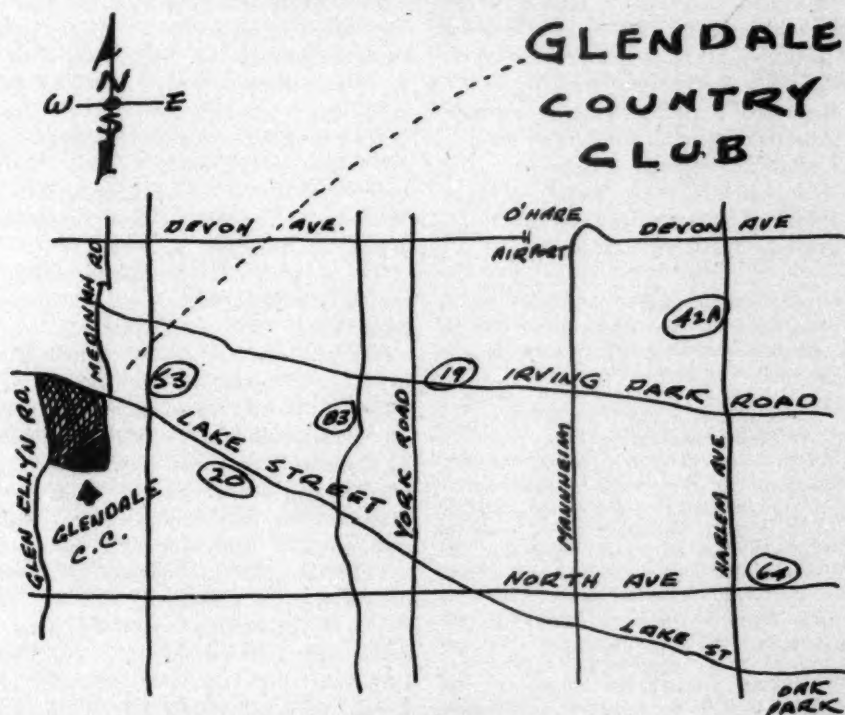 GLENDALE
COUNTRY
CLUB
N
W E
DEVON AVE.
O'HARE
AIRPORT
DEVON AVE
MEDINAH RD
42A
53
19
IRVING PARK ROAD
83
LAKE STREET
20
YORK ROAD
MANNHEIM
HARLEM AVE
GLEN ELLYN RD.
GLENDALE
C.C.
NORTH AVE
64
LAKE ST
OAK
PARK